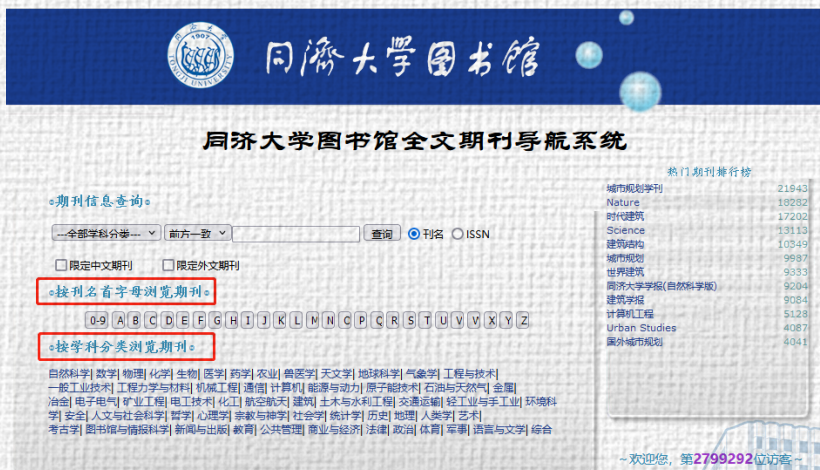 同濟大学图书馆
1907
TONGJI UNIVERSITY
同济大学图书馆全文期刊导航系统
期刊信息查询
---全部学科分类--- 前方一致 查询 刊名 ISSN
限定中文期刊 限定外文期刊
按刊名首字母浏览期刊
0-9 A B C D E F G H I J K L M N O P Q R S T U V V X Y Z
按学科分类浏览期刊
自然科学| 数学| 物理| 化学| 生物| 医学| 药学| 农业| 兽医学| 天文学| 地球科学| 气象学| 工程与技术|
一般工业技术| 工程力学与材料| 机械工程| 通信| 计算机| 能源与动力| 原子能技术| 石油与天然气| 金属|
冶金| 电子电气| 矿业工程| 电工技术| 化工| 航空航天| 建筑| 土木与水利工程| 交通运输| 轻工业与手工业| 环境科
学| 安全| 人文与社会科学| 哲学| 心理学| 宗教与神学| 社会学| 统计学| 历史| 地理| 人类学| 艺术|
考古学| 图书馆与情报科学| 新闻与出版| 教育| 公共管理| 商业与经济| 法律| 政治| 体育| 军事| 语言与文学| 综合
热门期刊排行榜
城市规划学刊 21943
Nature 18282
时代建筑 17202
Science 13113
建筑结构 10349
城市规划 9987
世界建筑 9333
同济大学学报(自然科学版) 9204
建筑学报 9084
计算机工程 5128
Urban Studies 4087
国外城市规划 4041
~欢迎您，第2799292位访客~